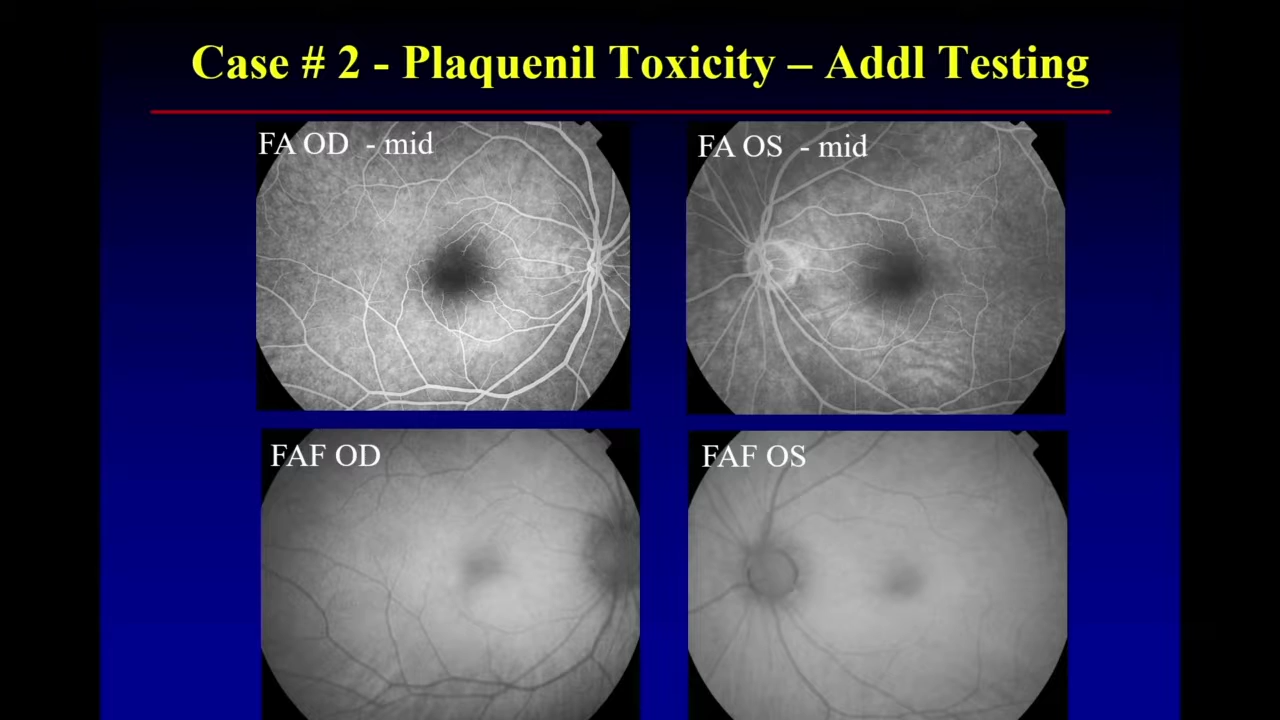 Case # 2 - Plaquenil Toxicity – Addl Testing
FA OD - mid
FA OS - mid
FAF OD
FAF OS